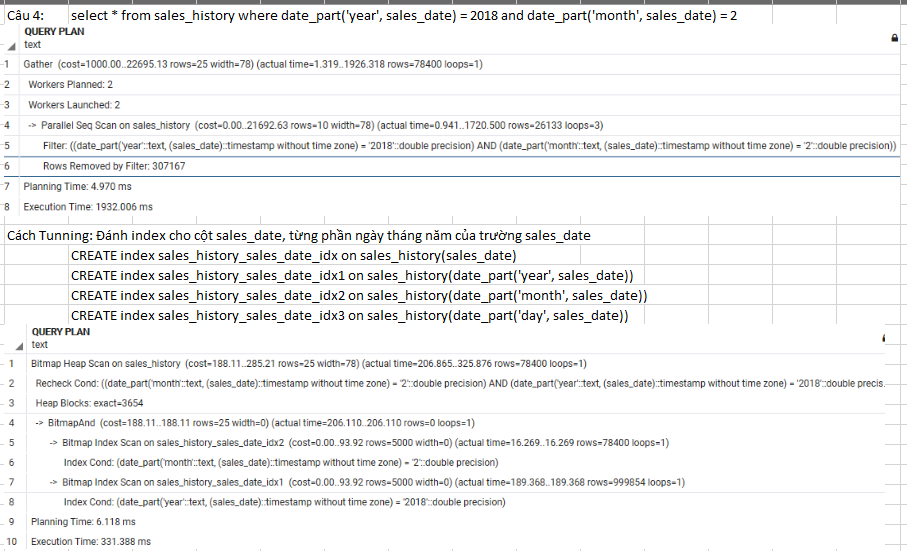 Câu 4: select * from sales_history where date_part('year', sales_date) = 2018 and date_part('month', sales_date) = 2
QUERY PLAN
text
1 Gather (cost=1000.00..22695.13 rows=25 width=78) (actual time=1.319..1926.318 rows=78400 loops=1)
2 Workers Planned: 2
3 Workers Launched: 2
4 -> Parallel Seq Scan on sales_history (cost=0.00..21692.63 rows=10 width=78) (actual time=0.941..1720.500 rows=26133 loops=3)
5 Filter: ((date_part('year'::text, (sales_date)::timestamp without time zone) = '2018'::double precision) AND (date_part('month'::text, (sales_date)::timestamp without time zone) = '2'::double precision))
6 Rows Removed by Filter: 307167
7 Planning Time: 4.970 ms
8 Execution Time: 1932.006 ms
Cách Tunning: Đánh index cho cột sales_date, từng phần ngày tháng năm của trường sales_date
CREATE index sales_history_sales_date_idx on sales_history(sales_date)
CREATE index sales_history_sales_date_idx1 on sales_history(date_part('year', sales_date))
CREATE index sales_history_sales_date_idx2 on sales_history(date_part('month', sales_date))
CREATE index sales_history_sales_date_idx3 on sales_history(date_part('day', sales_date))
QUERY PLAN
text
1 Bitmap Heap Scan on sales_history (cost=188.11..285.21 rows=25 width=78) (actual time=206.865..325.876 rows=78400 loops=1)
2 Recheck Cond: ((date_part('month'::text, (sales_date)::timestamp without time zone) = '2'::double precision) AND (date_part('year'::text, (sales_date)::timestamp without time zone) = '2018'::double precis.
3 Heap Blocks: exact=3654
4 -> BitmapAnd (cost=188.11..188.11 rows=25 width=0) (actual time=206.110..206.110 rows=0 loops=1)
5 -> Bitmap Index Scan on sales_history_sales_date_idx2 (cost=0.00..93.92 rows=5000 width=0) (actual time=16.269..16.269 rows=78400 loops=1)
6 Index Cond: (date_part('month'::text, (sales_date)::timestamp without time zone) = '2'::double precision)
7 -> Bitmap Index Scan on sales_history_sales_date_idx1 (cost=0.00..93.92 rows=5000 width=0) (actual time=189.368..189.368 rows=999854 loops=1)
8 Index Cond: (date_part('year'::text, (sales_date)::timestamp without time zone) = '2018'::double precision)
9 Planning Time: 6.118 ms
10 Execution Time: 331.388 ms